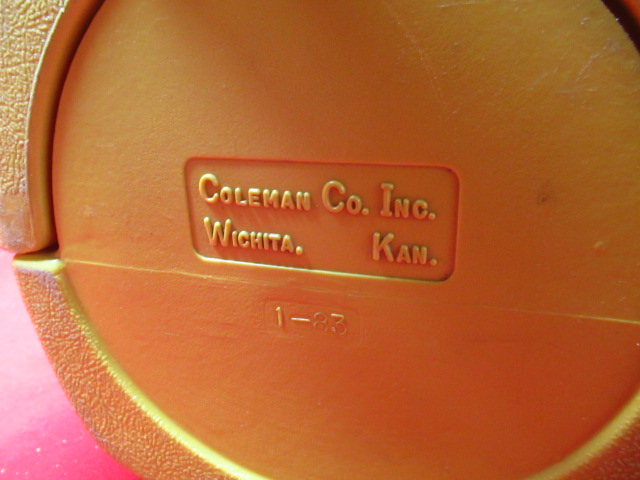 COLEMAN CO. INC.
WICHITA. KAN.
1-83